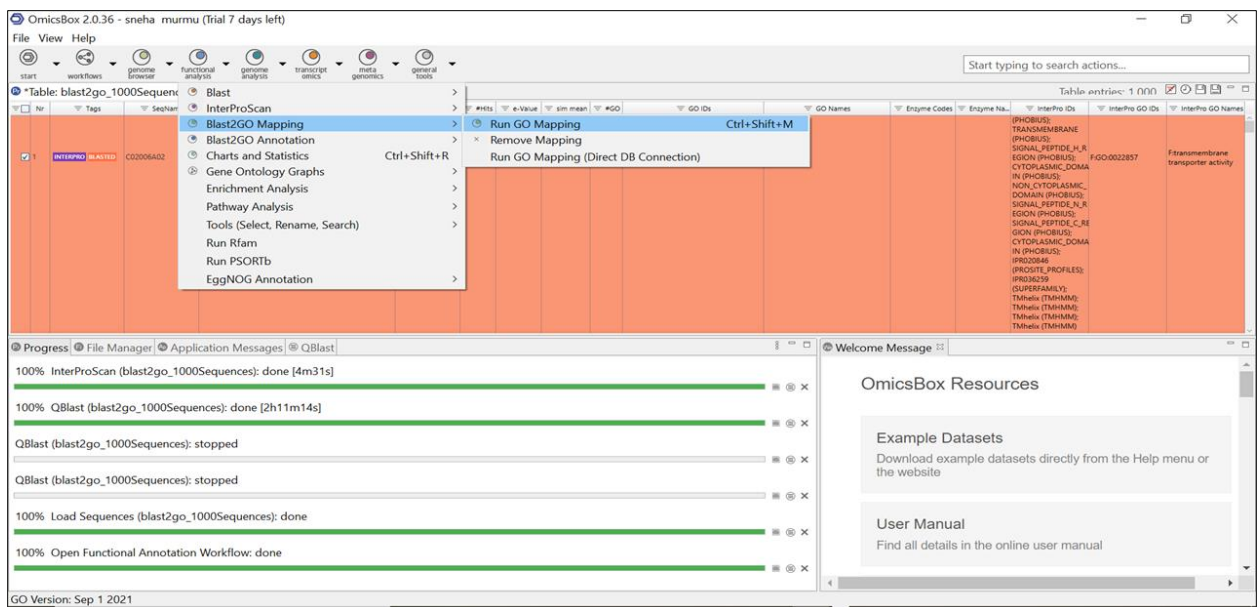 OmicsBox 2.0.36 - sneha murmu (Trial 7 days left)
File View Help
start
workflows
genome browser
functional analysis
genome analysis
transcript omics
meta genomics
general tools
Start typing to search actions...
*Table: blast2go_1000Sequenc
Table entries: 1,000
Nr
Tags
SeqNam
#Hits
e-Value
sim mean
#GO
GO IDs
GO Names
Enzyme Codes
Enzyme Na...
InterPro IDs
InterPro GO IDs
InterPro GO Names
Blast
InterProScan
Blast2GO Mapping
Blast2GO Annotation
Charts and Statistics Ctrl+Shift+R
Gene Ontology Graphs
Enrichment Analysis
Pathway Analysis
Tools (Select, Rename, Search)
Run Rfam
Run PSORTb
EggNOG Annotation
Run GO Mapping Ctrl+Shift+M
Remove Mapping
Run GO Mapping (Direct DB Connection)
1 INTERPRO BLASTED C02006A02
(PHOBIUS);
TRANSMEMBRANE
(PHOBIUS);
SIGNAL_PEPTIDE_H_R
EGION (PHOBIUS);
CYTOPLASMIC_DOMA
IN (PHOBIUS);
NON_CYTOPLASMIC_
DOMAIN (PHOBIUS);
SIGNAL_PEPTIDE_N_R
EGION (PHOBIUS);
SIGNAL_PEPTIDE_C_RE
GION (PHOBIUS);
CYTOPLASMIC_DOMA
IN (PHOBIUS);
IPR020846
(PROSITE_PROFILES);
IPR036259
(SUPERFAMILY);
TMhelix (TMHMM);
TMhelix (TMHMM);
TMhelix (TMHMM);
TMhelix (TMHMM)
F:GO:0022857
F:transmembrane
transporter activity
Progress File Manager Application Messages QBlast
100% InterProScan (blast2go_1000Sequences): done [4m31s]
100% QBlast (blast2go_1000Sequences): done [2h11m14s]
QBlast (blast2go_1000Sequences): stopped
QBlast (blast2go_1000Sequences): stopped
100% Load Sequences (blast2go_1000Sequences): done
100% Open Functional Annotation Workflow: done
Welcome Message
OmicsBox Resources
Example Datasets
Download example datasets directly from the Help menu or
the website
User Manual
Find all details in the online user manual
GO Version: Sep 1 2021